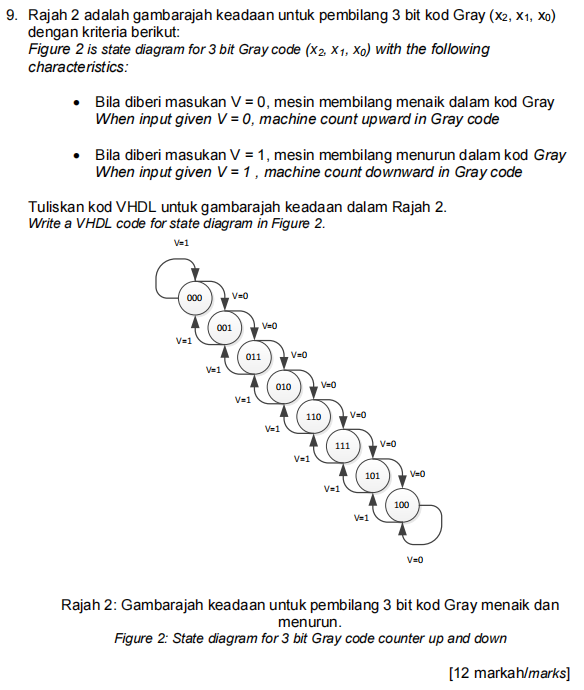 9. Rajah 2 adalah gambarajah keadaan untuk pembilang 3 bit kod Gray (x₂, x₁, x₀)
dengan kriteria berikut:
Figure 2 is state diagram for 3 bit Gray code (x₂, x₁, x₀) with the following
characteristics:
• Bila diberi masukan V = 0, mesin membilang menaik dalam kod Gray
When input given V = 0, machine count upward in Gray code
• Bila diberi masukan V = 1, mesin membilang menurun dalam kod Gray
When input given V = 1 , machine count downward in Gray code
Tuliskan kod VHDL untuk gambarajah keadaan dalam Rajah 2.
Write a VHDL code for state diagram in Figure 2.
V=1
000
V=0
V=1
001
V=0
V=1
011
V=0
V=1
010
V=0
V=1
110
V=0
V=1
111
V=0
V=1
101
V=0
V=1
100
V=0
Rajah 2: Gambarajah keadaan untuk pembilang 3 bit kod Gray menaik dan
menurun.
Figure 2: State diagram for 3 bit Gray code counter up and down
[12 markah/marks]